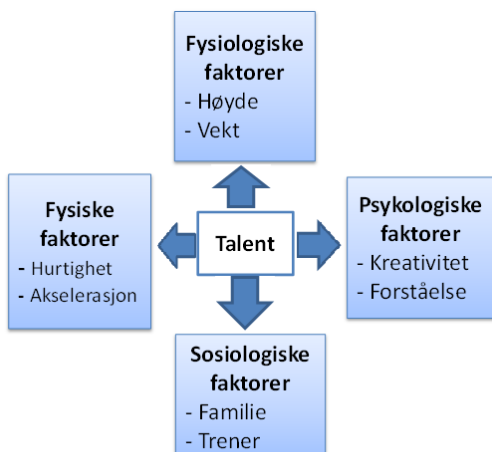 Fysiologiske
faktorer
- Høyde
- Vekt
Fysiske
faktorer
- Hurtighet
- Akselerasjon
Talent
Psykologiske
faktorer
- Kreativitet
- Forståelse
Sosiologiske
faktorer
- Familie
- Trener